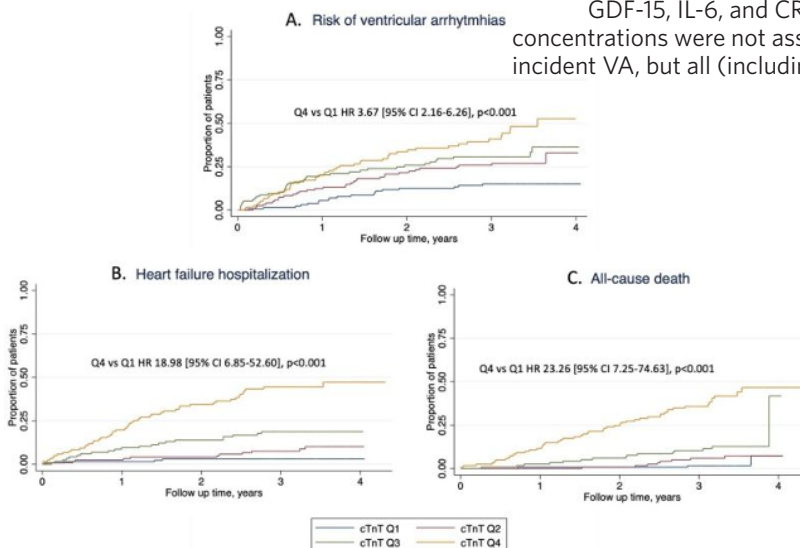 GDF-15, IL-6, and CR
concentrations were not ass
incident VA, but all (includin
A. Risk of ventricular arrhytmhias
Proportion of patients
1.00
0.75
0.50
0.25
0.00
Q4 vs Q1 HR 3.67 [95% CI 2.16-6.26], p<0.001
0 1 2 3 4
Follow up time, years
B. Heart failure hospitalization
Proportion of patients
1.00
0.75
0.50
0.25
0.00
Q4 vs Q1 HR 18.98 [95% CI 6.85-52.60], p<0.001
0 1 2 3 4
Follow up time, years
C. All-cause death
Proportion of patients
1.00
0.75
0.50
0.25
0.00
Q4 vs Q1 HR 23.26 [95% CI 7.25-74.63], p<0.001
0 1 2 3 4
Follow up time, years
cTnT Q1 cTnT Q2
cTnT Q3 cTnT Q4